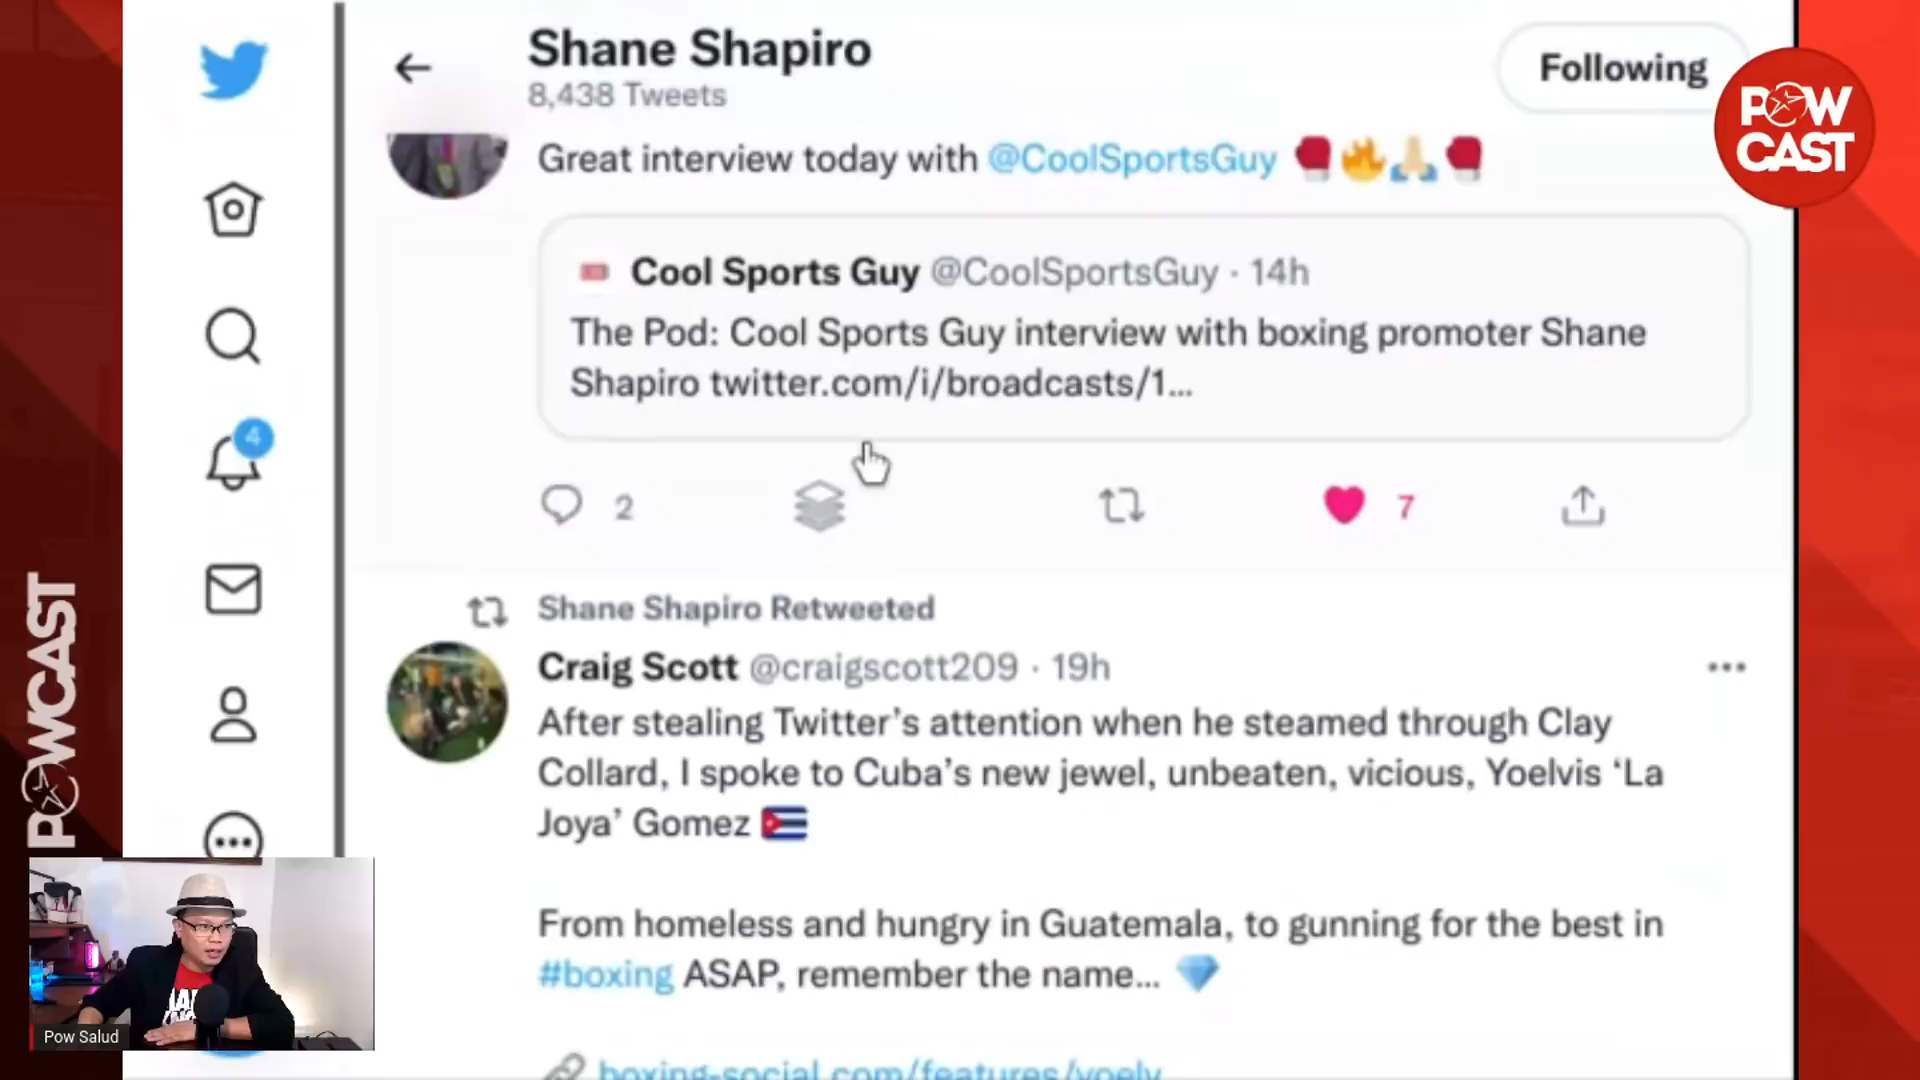 Shane Shapiro
8,438 Tweets
Following
POW
CAST
Great interview today with @CoolSportsGuy 🥊🔥🙏🏼🥊
Cool Sports Guy @CoolSportsGuy · 14h
The Pod: Cool Sports Guy interview with boxing promoter Shane
Shapiro twitter.com/i/broadcasts/1...
4
2
7
Shane Shapiro Retweeted
Craig Scott @craigscott209 · 19h
After stealing Twitter’s attention when he steamed through Clay
Collard, I spoke to Cuba’s new jewel, unbeaten, vicious, Yoelvis ‘La
Joya’ Gomez 🇨🇺
From homeless and hungry in Guatemala, to gunning for the best in
#boxing ASAP, remember the name... 💎
boxing-social.com/features/yoelv
POWCAST
Pow Salud